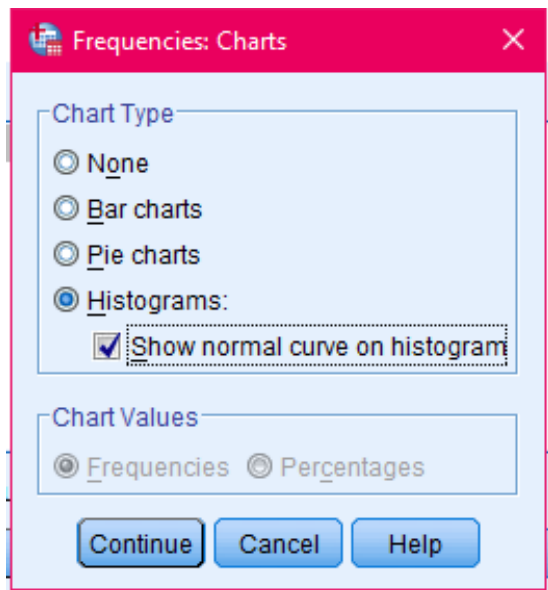 Frequencies: Charts
Chart Type
None
Bar charts
Pie charts
Histograms:
Show normal curve on histogram
Chart Values
Frequencies Percentages
Continue Cancel Help